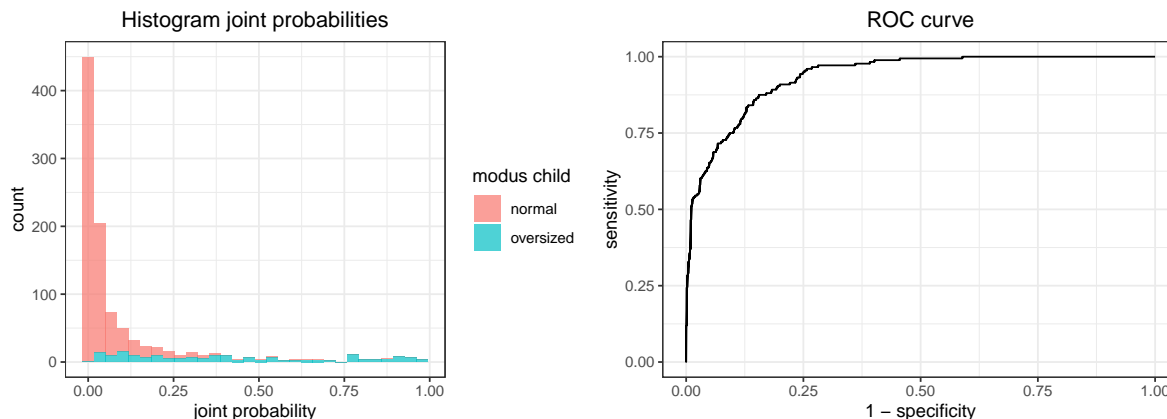 Histogram joint probabilities
400
300
200
100
0
count
0.00 0.25 0.50 0.75 1.00
joint probability
modus child
normal
oversized
ROC curve
1.00
0.75
0.50
0.25
0.00
sensitivity
0.00 0.25 0.50 0.75 1.00
1 − specificity